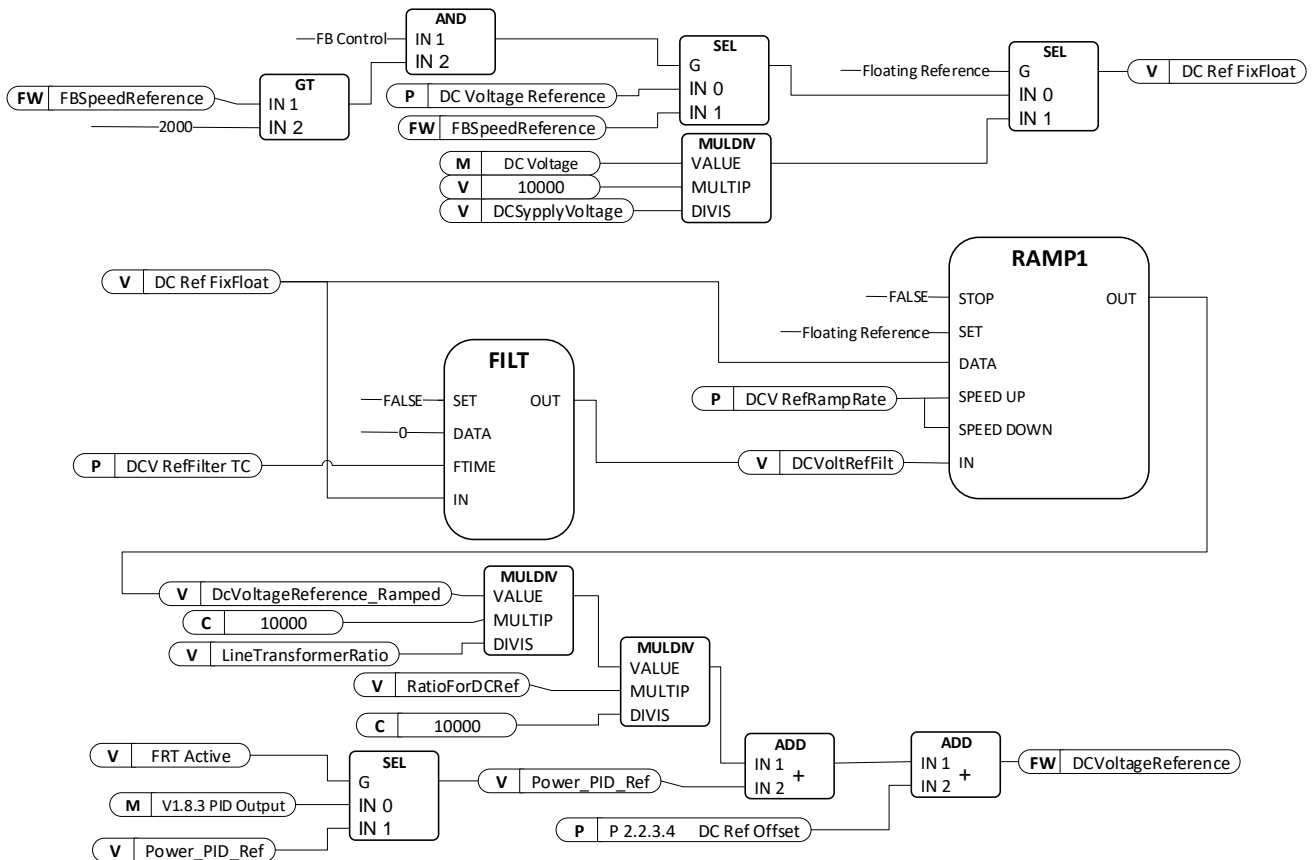 AND
FB Control
IN 1
IN 2
GT
FW FBSpeedReference
IN 1
2000
IN 2
SEL
G
P DC Voltage Reference
IN 0
FW FBSpeedReference
IN 1
SEL
Floating Reference
G
IN 0
IN 1
V DC Ref FixFloat
MULDIV
M DC Voltage
VALUE
V 10000
MULTIP
V DCSypplyVoltage
DIVIS
V DC Ref FixFloat
RAMP1
FALSE
STOP
OUT
Floating Reference
SET
DATA
P DCV RefRampRate
SPEED UP
SPEED DOWN
V DCVoltRefFilt
IN
FILT
FALSE
SET
OUT
0
DATA
P DCV RefFilter TC
FTIME
IN
MULDIV
V DcVoltageReference_Ramped
VALUE
C 10000
MULTIP
V LineTransformerRatio
DIVIS
MULDIV
VALUE
V RatioForDCRef
MULTIP
C 10000
DIVIS
SEL
V FRT Active
G
M V1.8.3 PID Output
IN 0
V Power_PID_Ref
IN 1
V Power_PID_Ref
ADD
IN 1
IN 2
+
P P 2.2.3.4 DC Ref Offset
ADD
IN 1
IN 2
+
FW DCVoltageReference